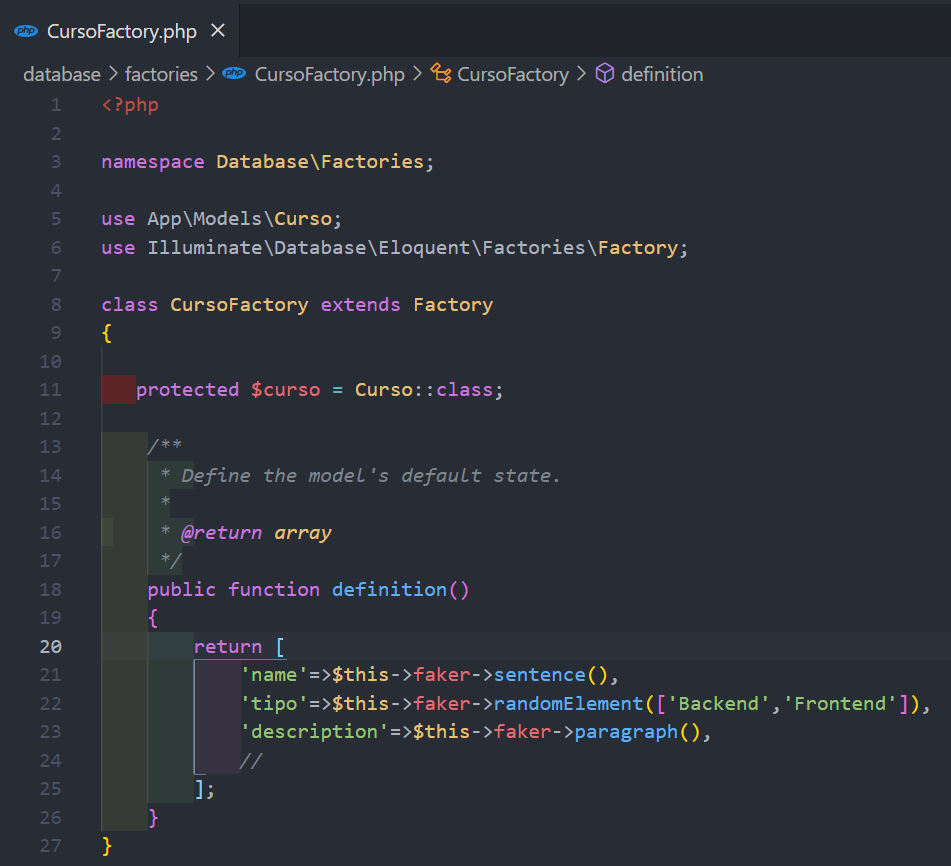 php CursoFactory.php ×
database > factories > php CursoFactory.php > CursoFactory > definition
1 <?php
2
3 namespace Database\Factories;
4
5 use App\Models\Curso;
6 use Illuminate\Database\Eloquent\Factories\Factory;
7
8 class CursoFactory extends Factory
9 {
10
11 protected $curso = Curso::class;
12
13 /**
14 * Define the model's default state.
15 *
16 * @return array
17 */
18 public function definition()
19 {
20 return [
21 'name'=>$this->faker->sentence(),
22 'tipo'=>$this->faker->randomElement(['Backend','Frontend']),
23 'description'=>$this->faker->paragraph(),
24 //
25 ];
26 }
27 }